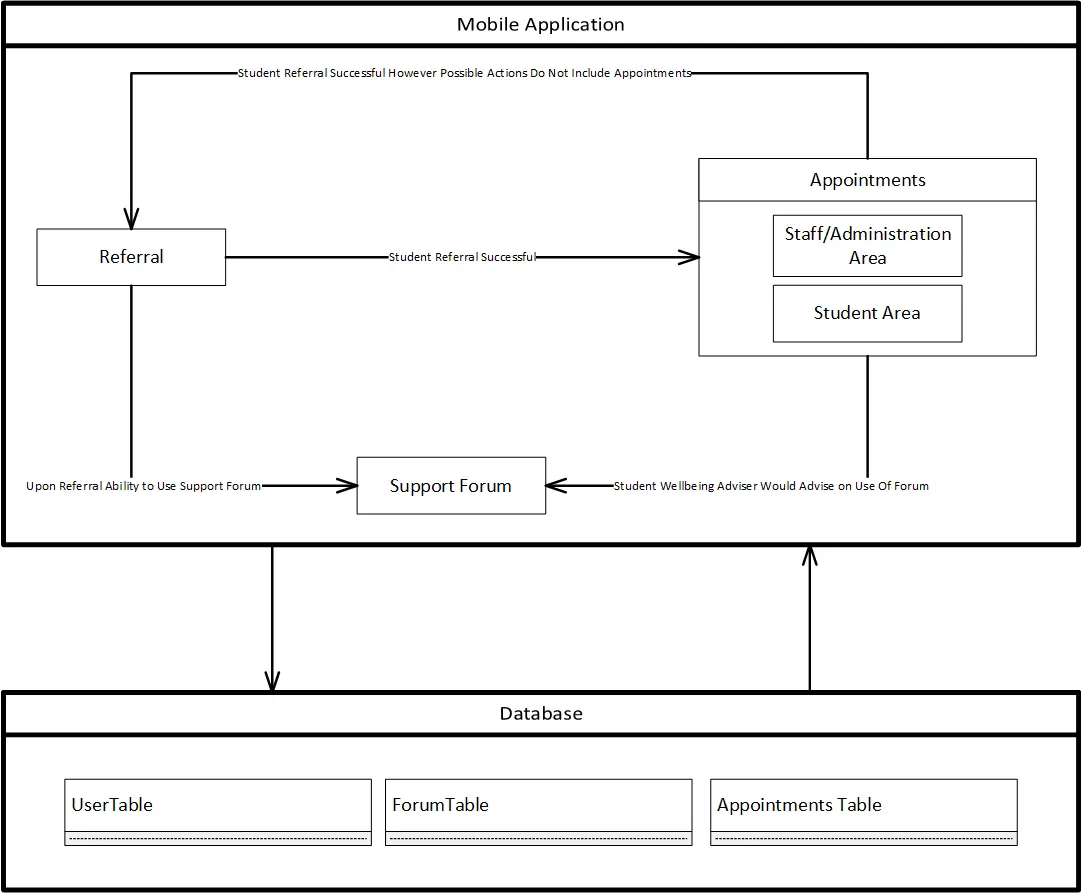 Mobile Application
Student Referral Successful However Possible Actions Do Not Include Appointments
Appointments
Staff/Administration
Area
Student Area
Referral
Student Referral Successful
Upon Referral Ability to Use Support Forum
Support Forum
Student Wellbeing Adviser Would Advise on Use Of Forum
Database
UserTable
ForumTable
Appointments Table